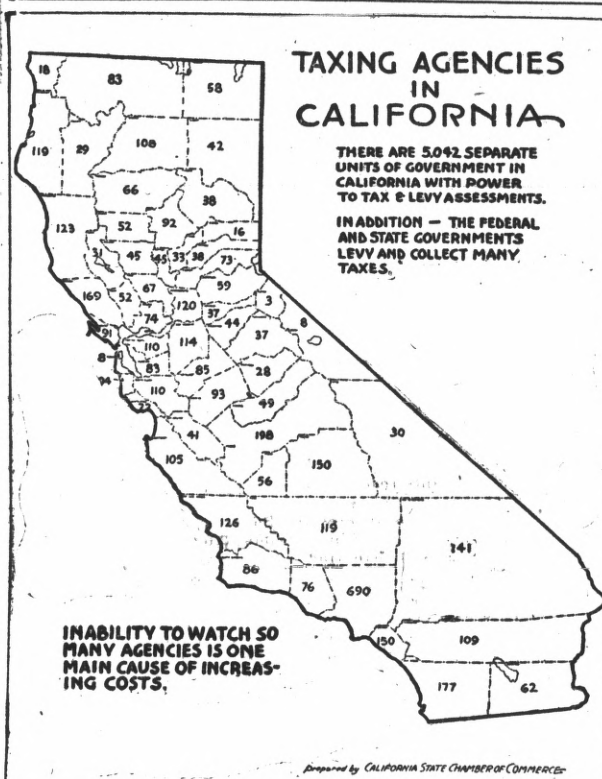 TAXING AGENCIES
IN
CALIFORNIA
THERE ARE 5,042 SEPARATE
UNITS OF GOVERNMENT IN
CALIFORNIA WITH POWER
TO TAX & LEVY ASSESSMENTS.
IN ADDITION — THE FEDERAL
AND STATE GOVERNMENTS
LEVY AND COLLECT MANY
TAXES.
18 83 58
119 29 108 42
66 38
123 52 92 16
31 45 45 33 38 73
169 52 67 59
74 120 37 44 3 8
91 110 114 37
8 83 85 28
74 110 93 49
22 41 198 30
105 56 150
126 119 141
86 76 690
150 109
177 62
INABILITY TO WATCH SO
MANY AGENCIES IS ONE
MAIN CAUSE OF INCREAS-
ING COSTS.
prepared by CALIFORNIA STATE CHAMBER OF COMMERCE